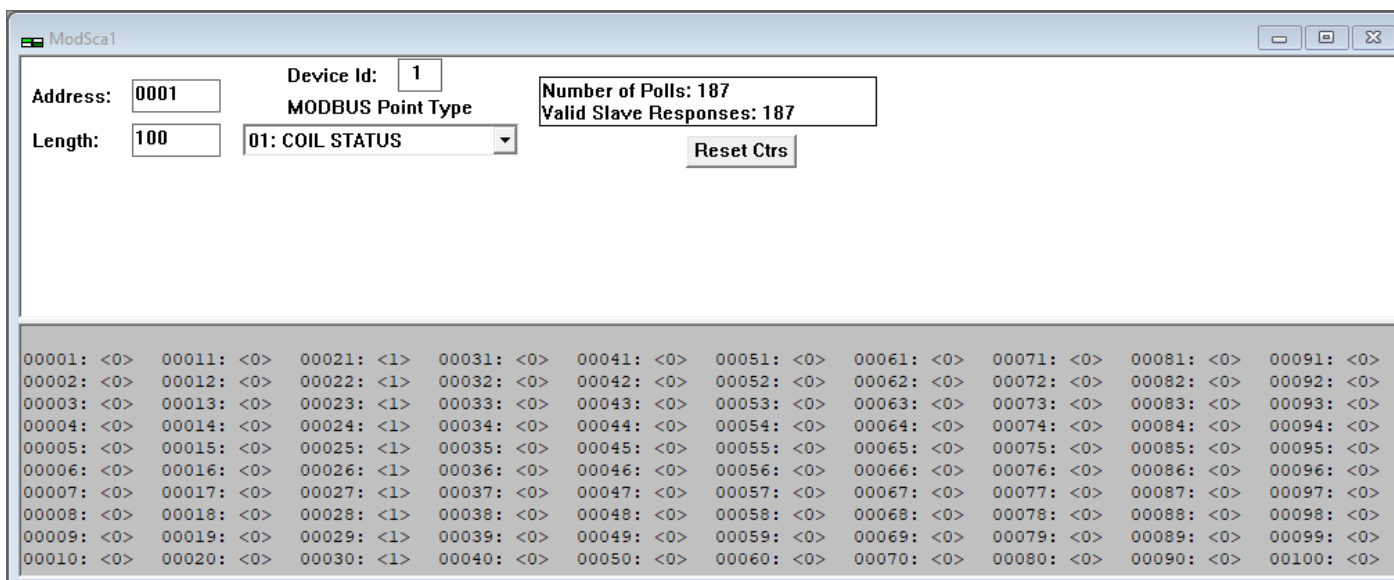 ModSca1
Device Id: 1
Address: 0001
MODBUS Point Type
Number of Polls: 187
Valid Slave Responses: 187
Length: 100
01: COIL STATUS
Reset Ctrs
00001: <0> 00011: <0> 00021: <1> 00031: <0> 00041: <0> 00051: <0> 00061: <0> 00071: <0> 00081: <0> 00091: <0>
00002: <0> 00012: <0> 00022: <1> 00032: <0> 00042: <0> 00052: <0> 00062: <0> 00072: <0> 00082: <0> 00092: <0>
00003: <0> 00013: <0> 00023: <1> 00033: <0> 00043: <0> 00053: <0> 00063: <0> 00073: <0> 00083: <0> 00093: <0>
00004: <0> 00014: <0> 00024: <1> 00034: <0> 00044: <0> 00054: <0> 00064: <0> 00074: <0> 00084: <0> 00094: <0>
00005: <0> 00015: <0> 00025: <1> 00035: <0> 00045: <0> 00055: <0> 00065: <0> 00075: <0> 00085: <0> 00095: <0>
00006: <0> 00016: <0> 00026: <1> 00036: <0> 00046: <0> 00056: <0> 00066: <0> 00076: <0> 00086: <0> 00096: <0>
00007: <0> 00017: <0> 00027: <1> 00037: <0> 00047: <0> 00057: <0> 00067: <0> 00077: <0> 00087: <0> 00097: <0>
00008: <0> 00018: <0> 00028: <1> 00038: <0> 00048: <0> 00058: <0> 00068: <0> 00078: <0> 00088: <0> 00098: <0>
00009: <0> 00019: <0> 00029: <1> 00039: <0> 00049: <0> 00059: <0> 00069: <0> 00079: <0> 00089: <0> 00099: <0>
00010: <0> 00020: <0> 00030: <1> 00040: <0> 00050: <0> 00060: <0> 00070: <0> 00080: <0> 00090: <0> 00100: <0>